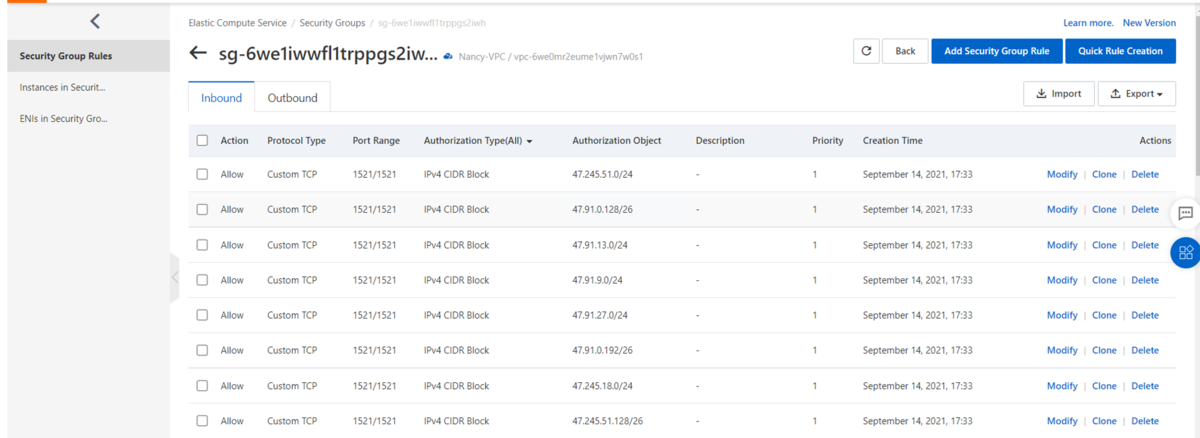 Elastic Compute Service / Security Groups / sg-6we1iwwfl1trppgs2iwh
Learn more. New Version
sg-6we1iwwfl1trppgs2iw... Nancy-VPC / vpc-6we0mr2eume1vjwn7w0s1
Back Add Security Group Rule Quick Rule Creation
Security Group Rules
Instances in Securit...
ENIs in Security Gro...
Inbound Outbound
Import Export
Action Protocol Type Port Range Authorization Type(All) Authorization Object Description Priority Creation Time Actions
Allow Custom TCP 1521/1521 IPv4 CIDR Block 47.245.51.0/24 - 1 September 14, 2021, 17:33 Modify | Clone | Delete
Allow Custom TCP 1521/1521 IPv4 CIDR Block 47.91.0.128/26 - 1 September 14, 2021, 17:33 Modify | Clone | Delete
Allow Custom TCP 1521/1521 IPv4 CIDR Block 47.91.13.0/24 - 1 September 14, 2021, 17:33 Modify | Clone | Delete
Allow Custom TCP 1521/1521 IPv4 CIDR Block 47.91.9.0/24 - 1 September 14, 2021, 17:33 Modify | Clone | Delete
Allow Custom TCP 1521/1521 IPv4 CIDR Block 47.91.27.0/24 - 1 September 14, 2021, 17:33 Modify | Clone | Delete
Allow Custom TCP 1521/1521 IPv4 CIDR Block 47.91.0.192/26 - 1 September 14, 2021, 17:33 Modify | Clone | Delete
Allow Custom TCP 1521/1521 IPv4 CIDR Block 47.245.18.0/24 - 1 September 14, 2021, 17:33 Modify | Clone | Delete
Allow Custom TCP 1521/1521 IPv4 CIDR Block 47.245.51.128/26 - 1 September 14, 2021, 17:33 Modify | Clone | Delete